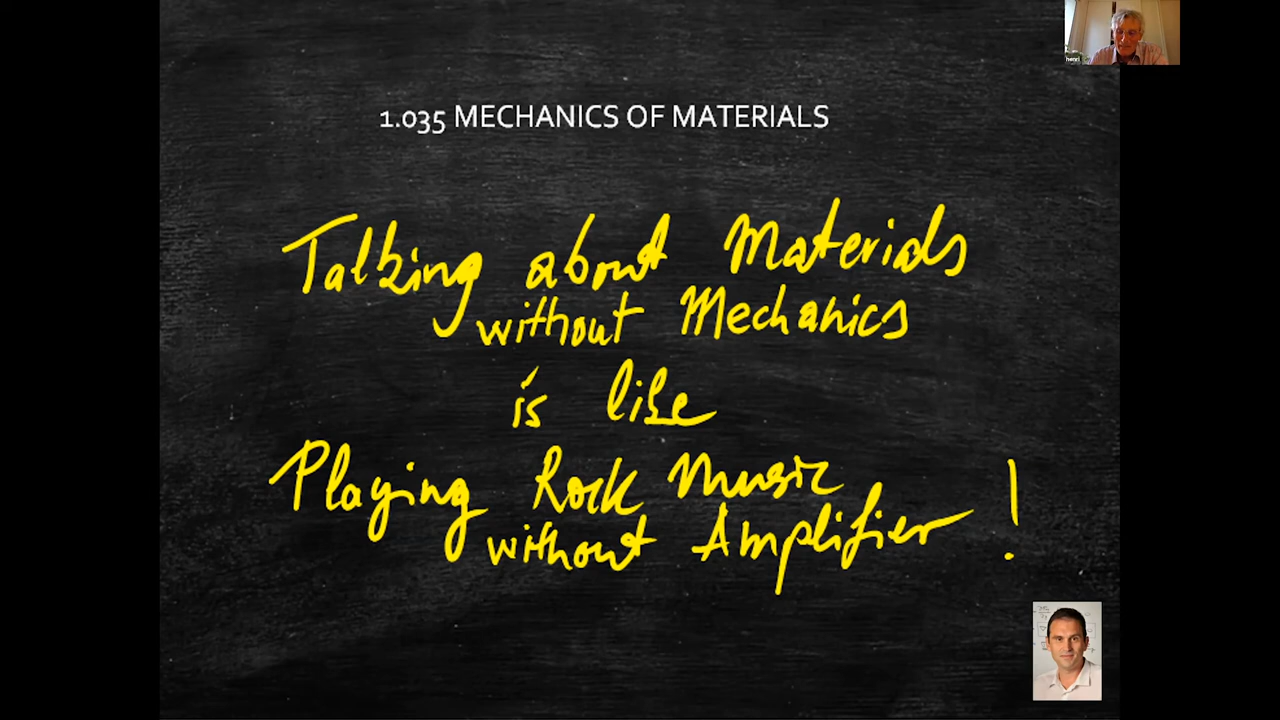 1.035 MECHANICS OF MATERIALS
Talking about Materials
without Mechanics
is like
Playing Rock Music
without Amplifier !